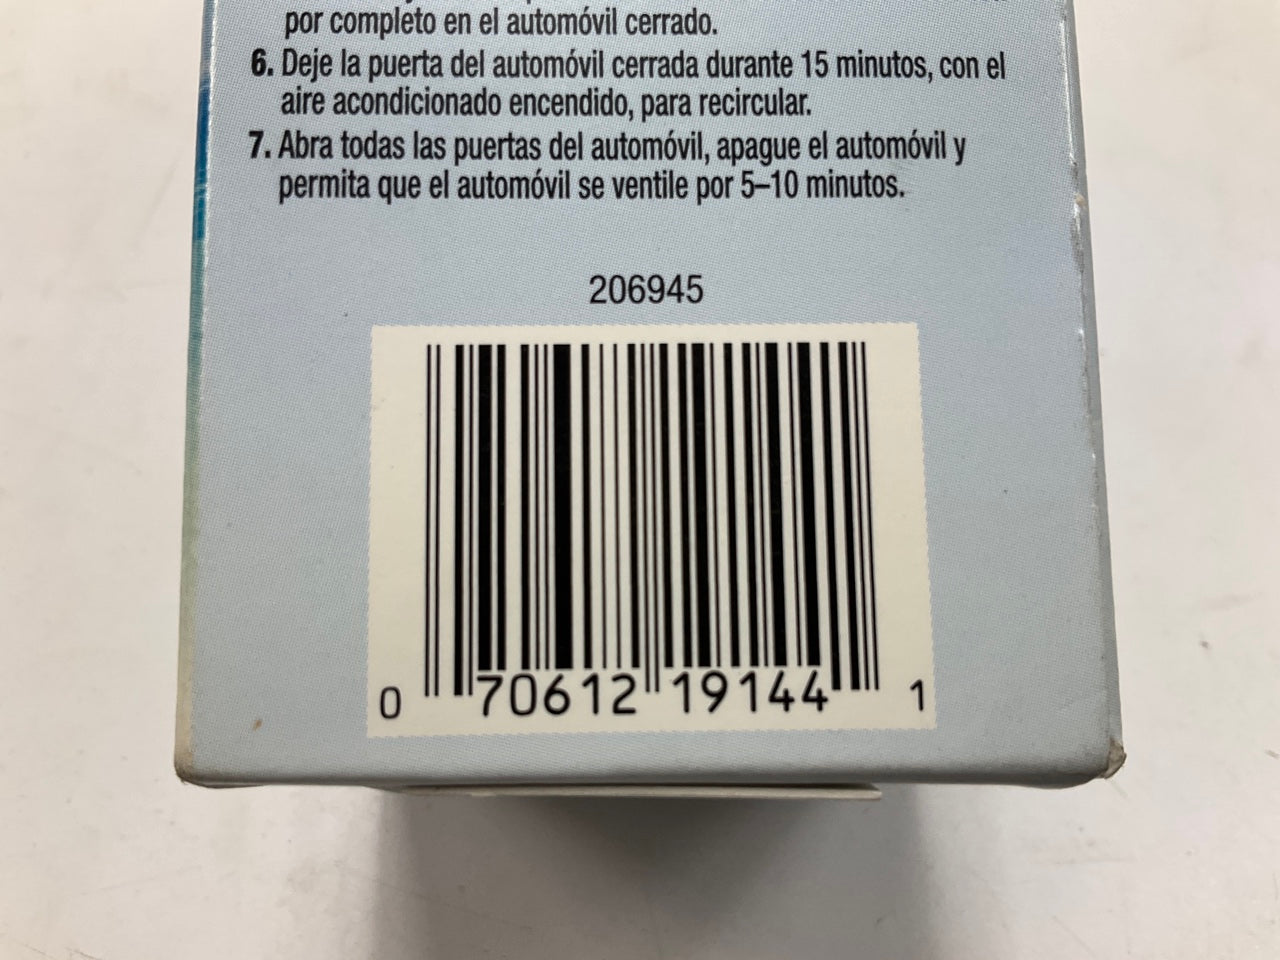 por completo en el automóvil cerrado.
6. Deje la puerta del automóvil cerrada durante 15 minutos, con el
aire acondicionado encendido, para recircular.
7. Abra todas las puertas del automóvil, apague el automóvil y
permita que el automóvil se ventile por 5–10 minutos.
206945
0 70612 19144 1